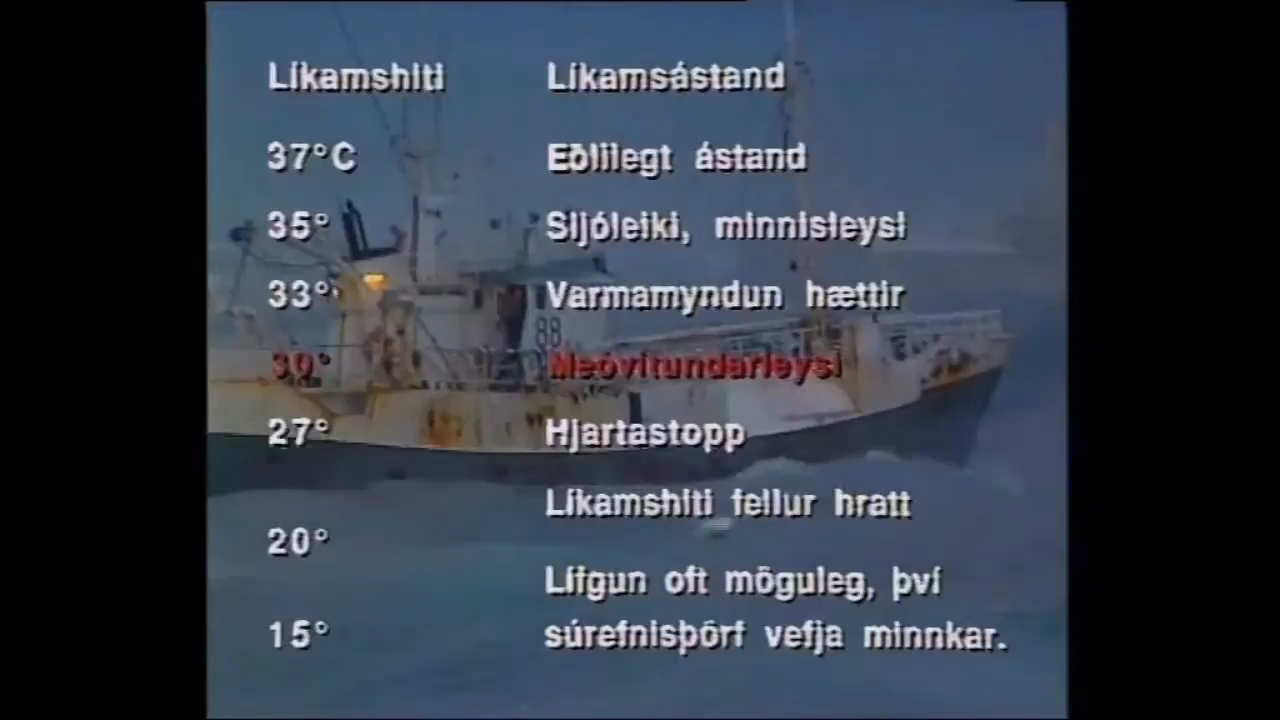 Líkamshiti Líkamsástand
37°C Eðlilegt ástand
35° Sljóleiki, minnisleysi
33° Varmamyndun hættir
88
30° Meðvitundarleysi
27° Hjartastopp
Líkamshiti fellur hratt
20°
Lífgun oft möguleg, því
15° súrefnisþörf vefja minnkar.